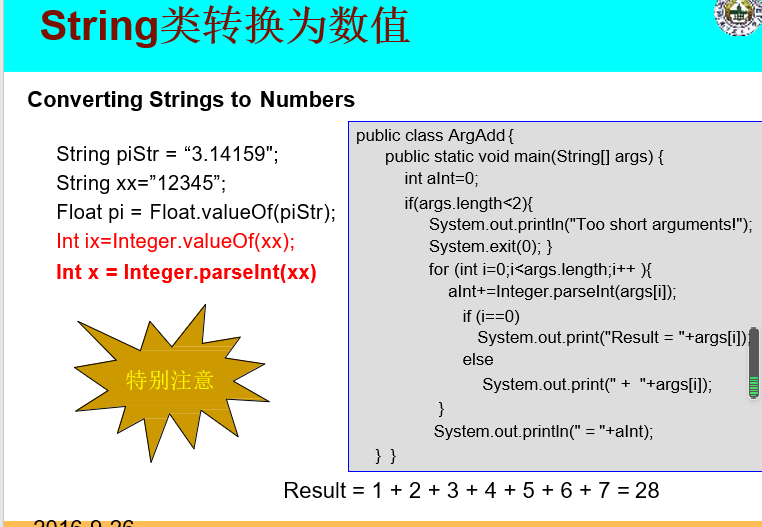 String类转换为数值
Converting Strings to Numbers
String piStr = “3.14159";
String xx=”12345”;
Float pi = Float.valueOf(piStr);
Int ix=Integer.valueOf(xx);
Int x = Integer.parseInt(xx)
特别注意
public class ArgAdd {
public static void main(String[] args) {
int aInt=0;
if(args.length<2){
System.out.println("Too short arguments!");
System.exit(0); }
for (int i=0;i<args.length;i++ ){
aInt+=Integer.parseInt(args[i]);
if (i==0)
System.out.print("Result = "+args[i]);
else
System.out.print(" + "+args[i]);
}
System.out.println(" = "+aInt);
} }
Result = 1 + 2 + 3 + 4 + 5 + 6 + 7 = 28
2016-9-26